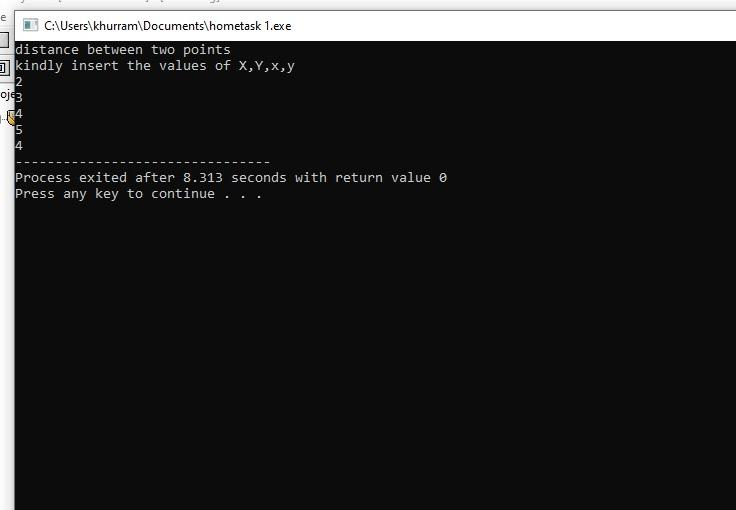 C:\Users\khurram\Documents\hometask 1.exe
distance between two points
kindly insert the values of X,Y,x,y
2
3
4
5
4
--------------------------------
Process exited after 8.313 seconds with return value 0
Press any key to continue . . .